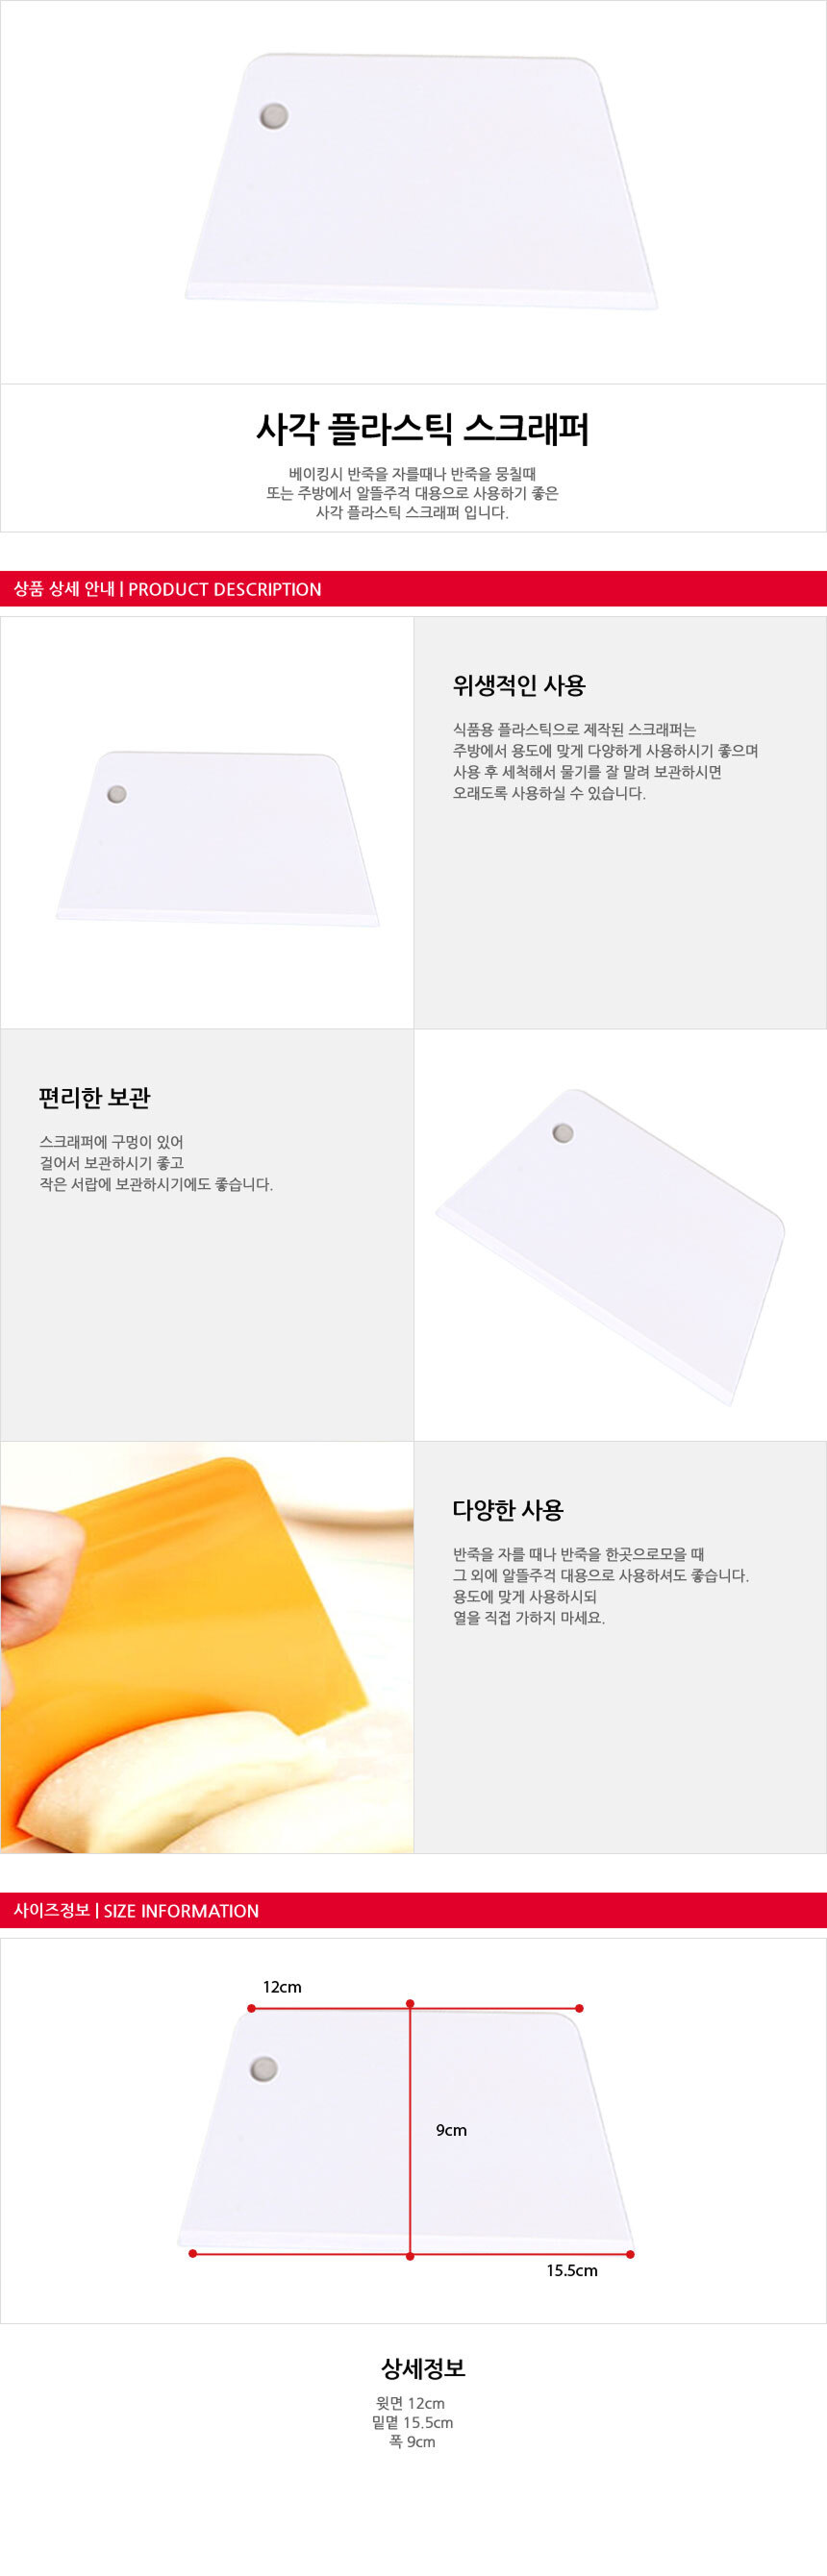 사각 플라스틱 스크래퍼
베이킹시 반죽을 자를때나 반죽을 뭉칠때
또는 주방에서 알뜰주걱 대용으로 사용하기 좋은
사각 플라스틱 스크래퍼 입니다.
상품 상세 안내 | PRODUCT DESCRIPTION
위생적인 사용
식품용 플라스틱으로 제작된 스크래퍼는
주방에서 용도에 맞게 다양하게 사용하시기 좋으며
사용 후 세척해서 물기를 잘 말려 보관하시면
오래도록 사용하실 수 있습니다.
편리한 보관
스크래퍼에 구멍이 있어
걸어서 보관하시기 좋고
작은 서랍에 보관하시기에도 좋습니다.
다양한 사용
반죽을 자를 때나 반죽을 한곳으로모을 때
그 외에 알뜰주걱 대용으로 사용하셔도 좋습니다.
용도에 맞게 사용하시되
열을 직접 가하지 마세요.
사이즈정보 | SIZE INFORMATION
12cm
9cm
15.5cm
상세정보
윗면 12cm
밑몉 15.5cm
폭 9cm